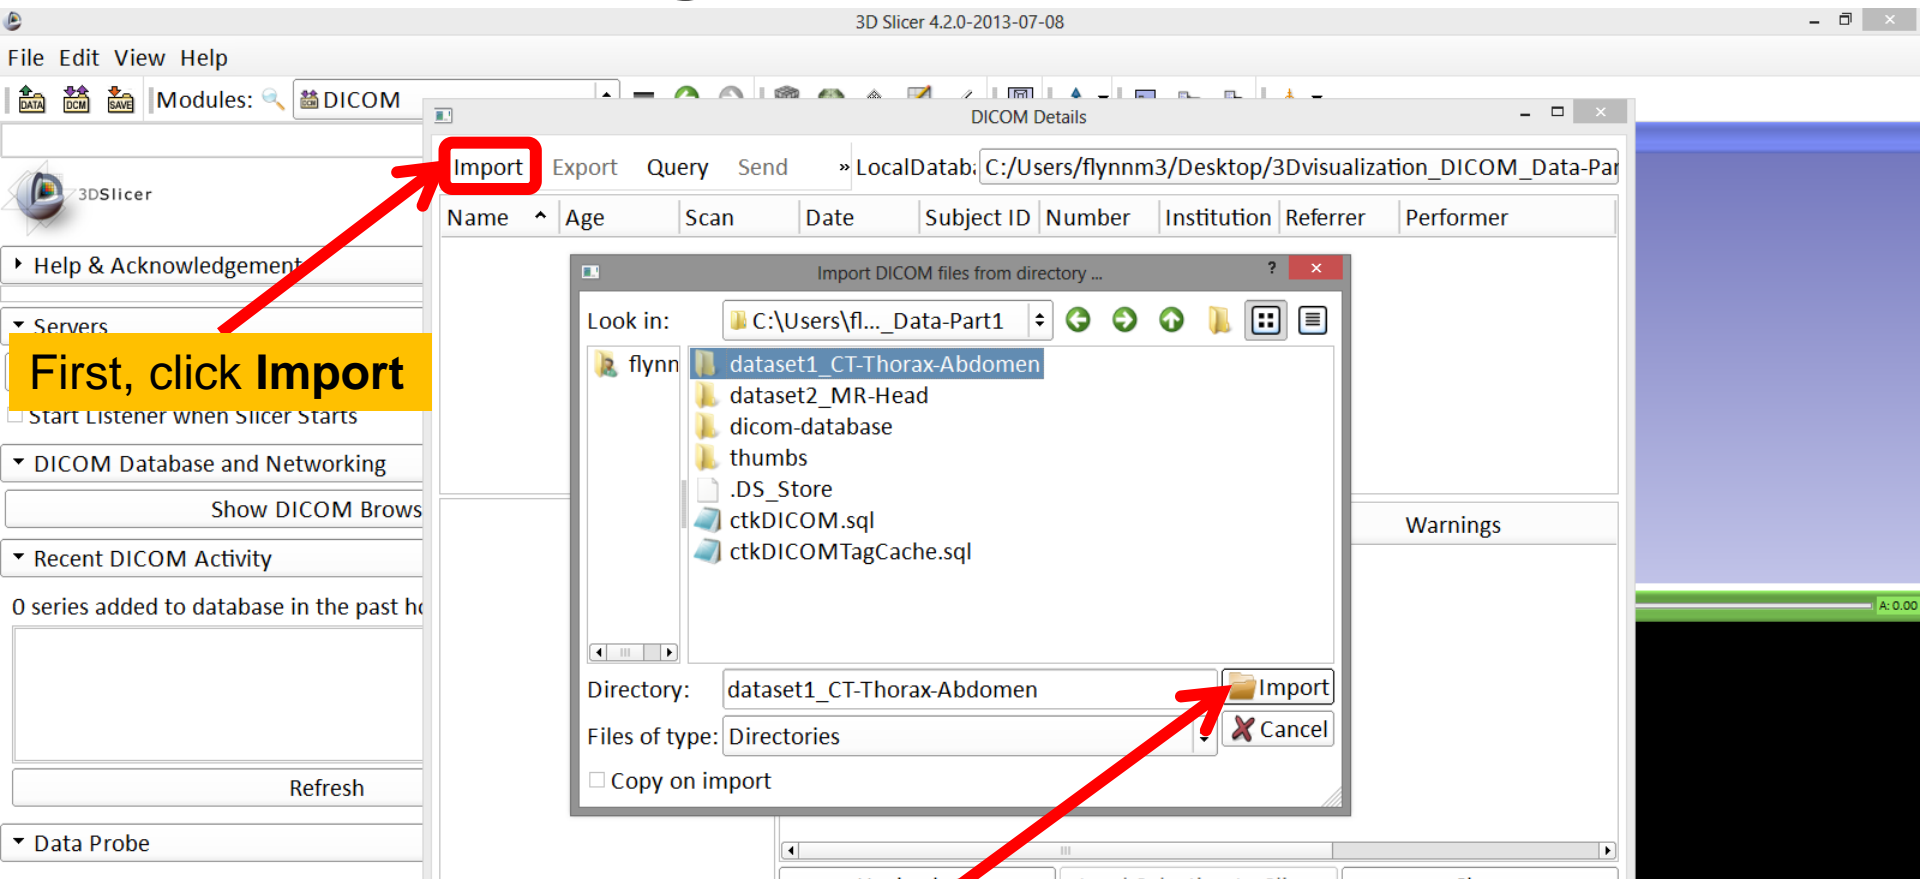 3D Slicer 4.2.0-2013-07-08
File Edit View Help
DATA DCM SAVE Modules: DICOM
DICOM Details
Import Export Query Send » LocalDatab: C:/Users/flynnm3/Desktop/3Dvisualization_DICOM_Data-Par
3DSlicer
Name Age Scan Date Subject ID Number Institution Referrer Performer
Help & Acknowledgement
Import DICOM files from directory ... ?
Servers
Look in: C:\Users\fl..._Data-Part1
First, click Import
flynn
dataset1_CT-Thorax-Abdomen
dataset2_MR-Head
dicom-database
thumbs
.DS_Store
ctkDICOM.sql
ctkDICOMTagCache.sql
Start Listener when Slicer Starts
DICOM Database and Networking
Show DICOM Brows
Warnings
Recent DICOM Activity
0 series added to database in the past ho
A: 0.00
Directory: dataset1_CT-Thorax-Abdomen Import
Files of type: Directories Cancel
Copy on import
Refresh
Data Probe